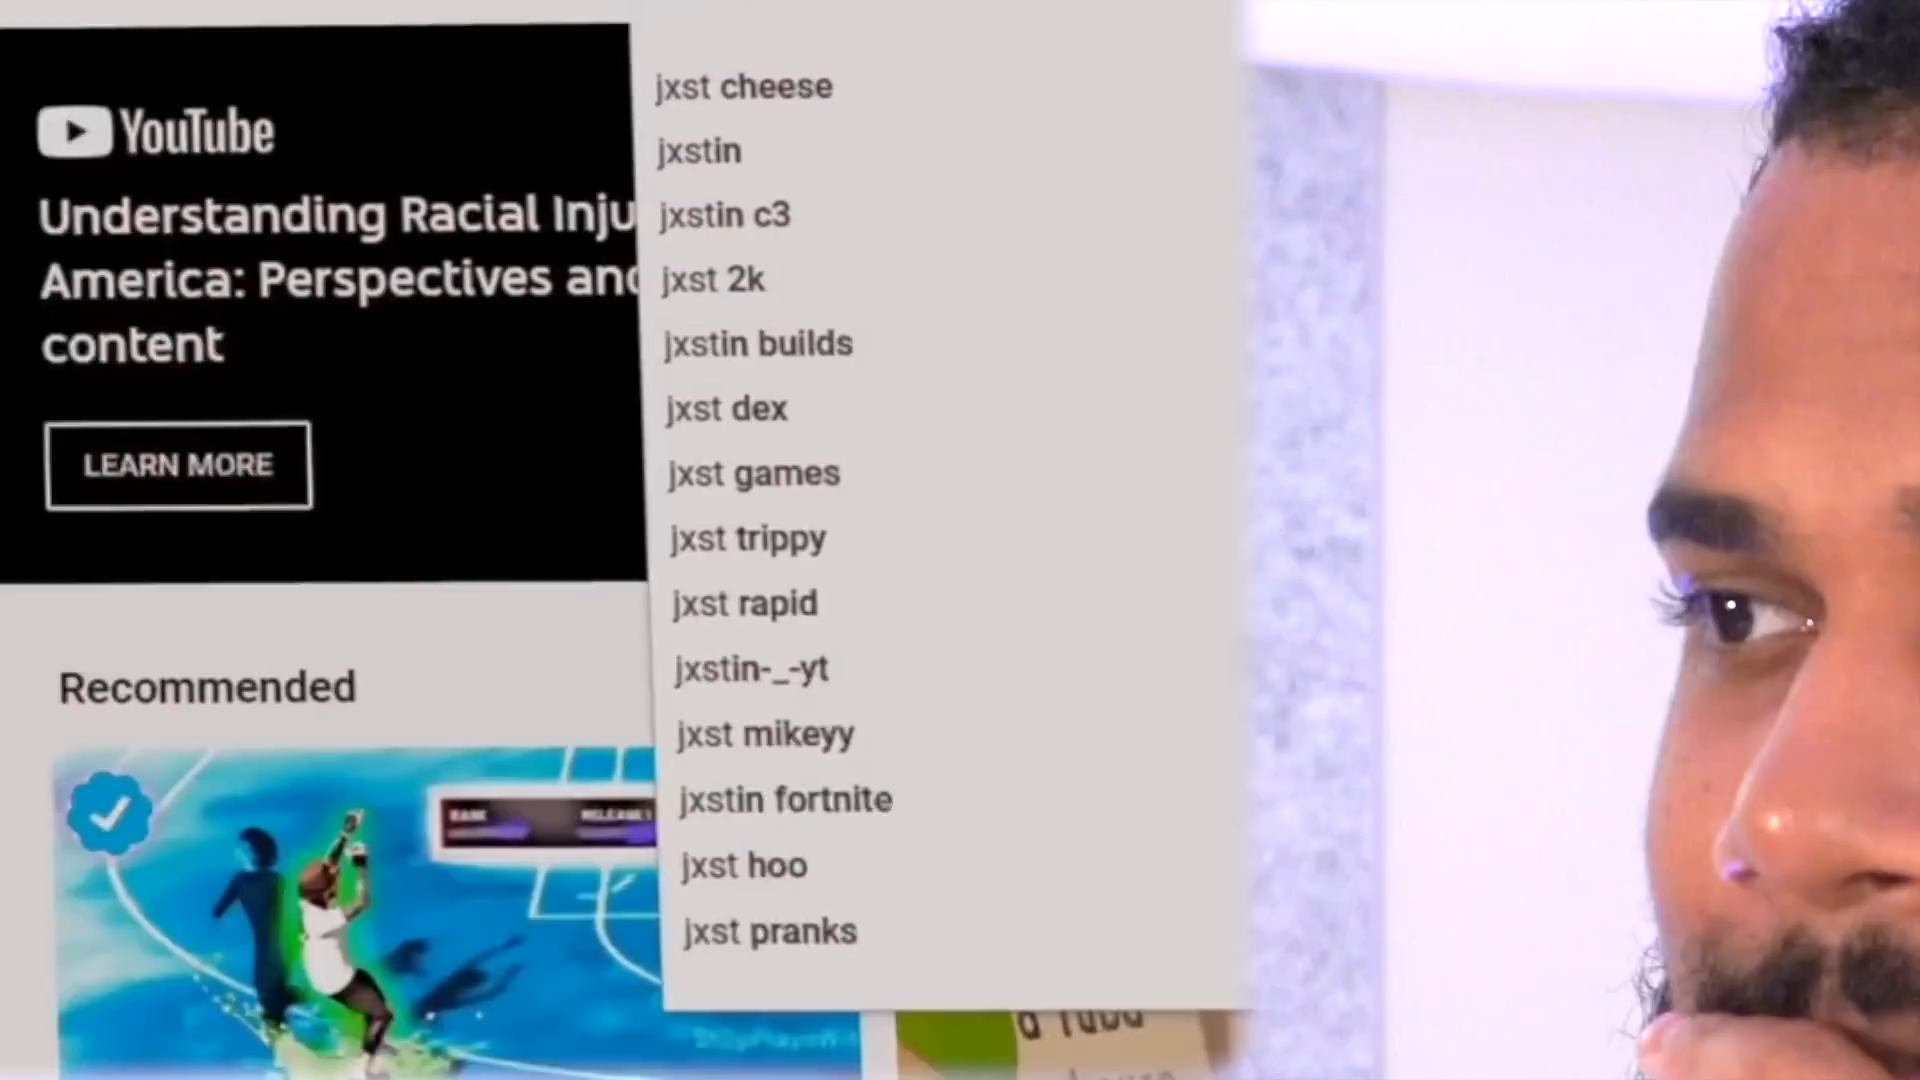 YouTube
Understanding Racial Inju
America: Perspectives and
content
LEARN MORE
Recommended
jxst cheese
jxstin
jxstin c3
jxst 2k
jxstin builds
jxst dex
jxst games
jxst trippy
jxst rapid
jxstin-_-yt
jxst mikeyy
jxstin fortnite
jxst hoo
jxst pranks